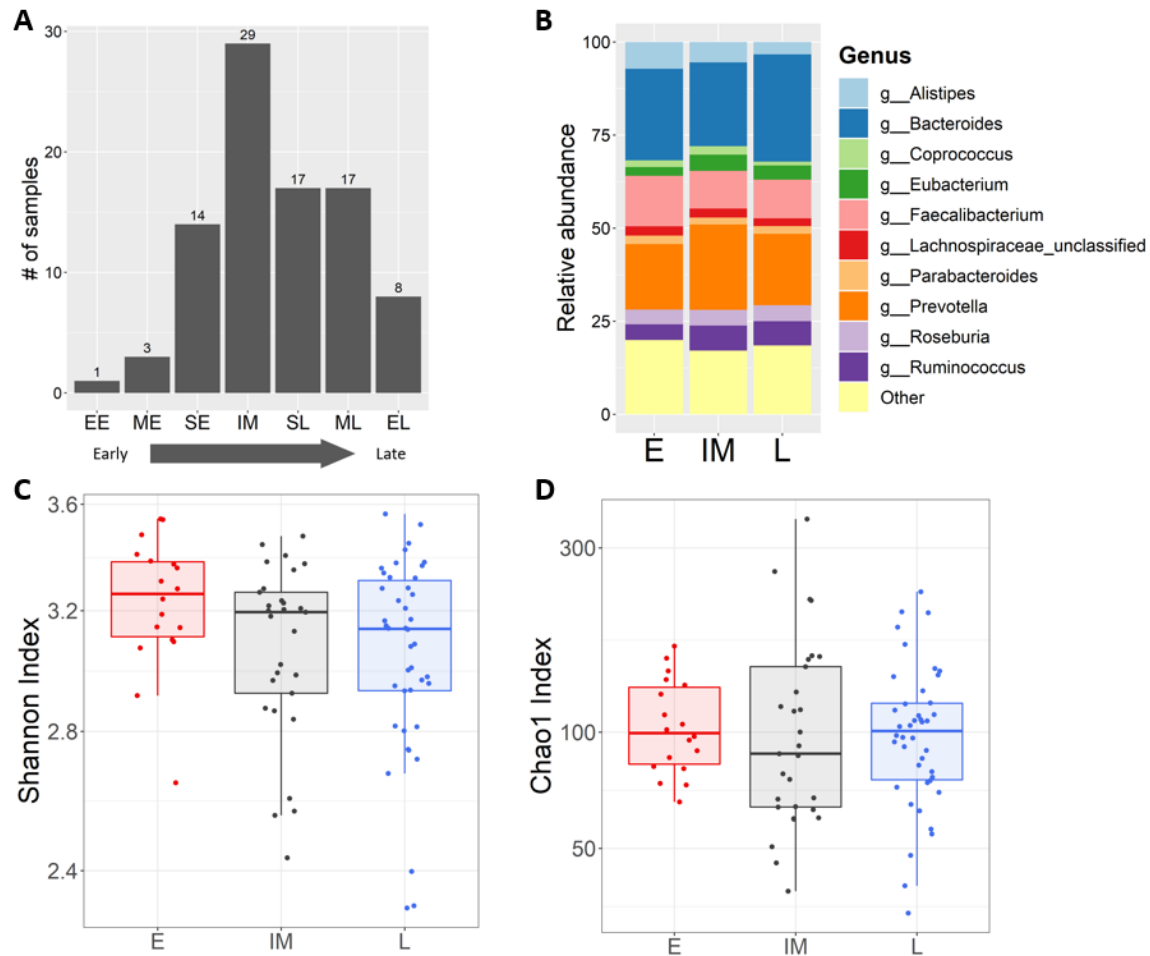 A
# of samples
30
20
10
0
1
3
14
29
17
17
8
EE ME SE IM SL ML EL
Early Late
B
Relative abundance
100
75
50
25
0
E IM L
Genus
g__Alistipes
g__Bacteroides
g__Coprococcus
g__Eubacterium
g__Faecalibacterium
g__Lachnospiraceae_unclassified
g__Parabacteroides
g__Prevotella
g__Roseburia
g__Ruminococcus
Other
C
Shannon Index
3.6
3.2
2.8
2.4
E IM L
D
Chao1 Index
300
100
50
E IM L